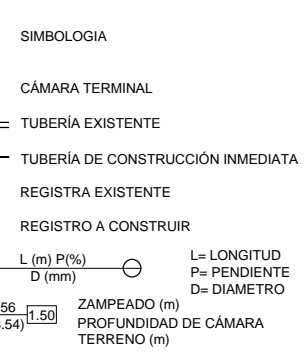 SIMBOLOGIA
CÁMARA TERMINAL
TUBERÍA EXISTENTE
TUBERÍA DE CONSTRUCCIÓN INMEDIATA
REGISTRA EXISTENTE
REGISTRO A CONSTRUIR
L (m) P(%)
D (mm)
L= LONGITUD
P= PENDIENTE
D= DIAMETRO
1.50
ZAMPEADO (m)
PROFUNDIDAD DE CÁMARA
TERRENO (m)